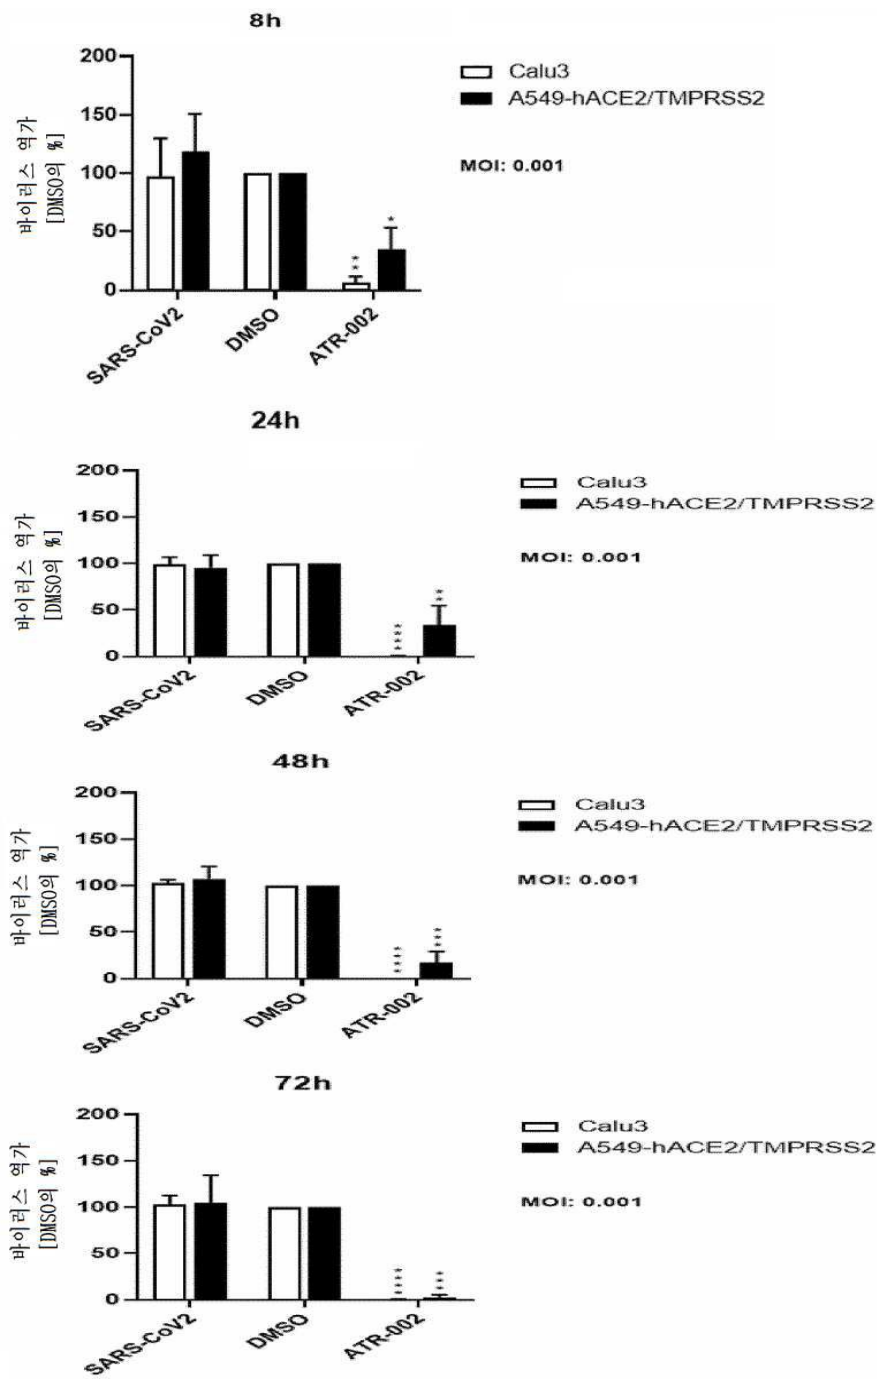 8h
바이러스 역가
[DMSO의 %]
200
150
100
50
0
Calu3
A549-hACE2/TMPRSS2
MOI: 0.001
**
*
SARS-CoV2
DMSO
ATR-002
24h
바이러스 역가
[DMSO의 %]
200
150
100
50
0
Calu3
A549-hACE2/TMPRSS2
MOI: 0.001
****
**
SARS-CoV2
DMSO
ATR-002
48h
바이러스 역가
[DMSO의 %]
200
150
100
50
0
Calu3
A549-hACE2/TMPRSS2
MOI: 0.001
****
***
SARS-CoV2
DMSO
ATR-002
72h
바이러스 역가
[DMSO의 %]
200
150
100
50
0
Calu3
A549-hACE2/TMPRSS2
MOI: 0.001
****
***
SARS-CoV2
DMSO
ATR-002